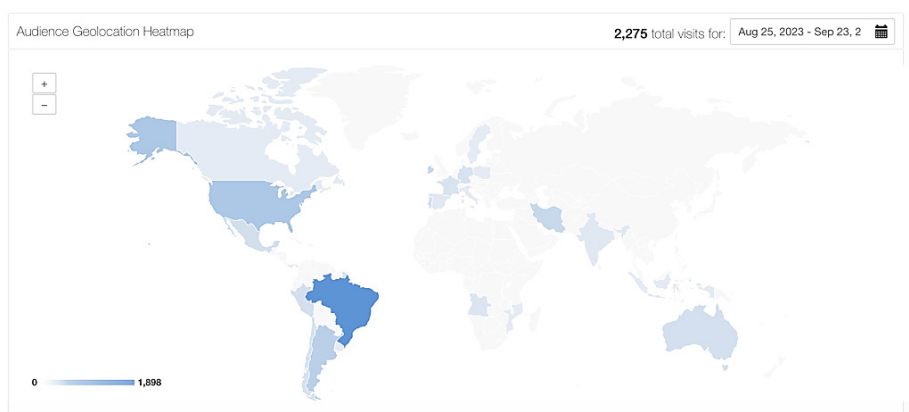 Audience Geolocation Heatmap
2,275 total visits for: Aug 25, 2023 - Sep 23, 2
+
−
0 1,898